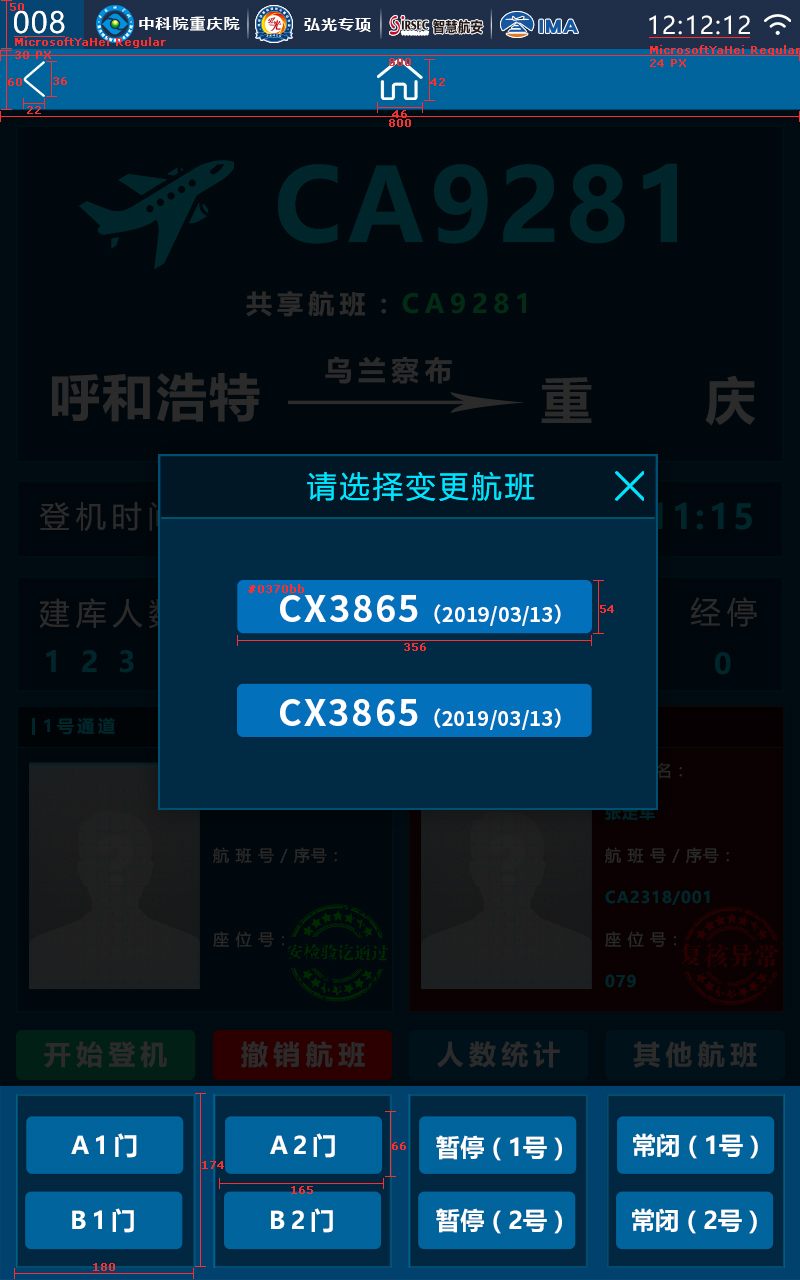 50
008
中科院重庆院
弘光专项
SiRSEC 智慧航安
IMA
12:12:12
MicrosoftYaHei Regular
30 PX
MicrosoftYaHei Regular
24 PX
60
36
22
800
42
46
800
CA9281
共享航班：CA9281
呼和浩特
乌兰察布
重 庆
请选择变更航班
登机时间
11:15
#0370bb
CX3865（2019/03/13）
54
356
建库人数
经停
1 2 3
0
CX3865（2019/03/13）
1号通道
名：
张定军
航班号/序号：
航班号/序号：
CA2318/001
座位号：
安检验讫通过
座位号：
复核异常
079
开始登机
撤销航班
人数统计
其他航班
A1门
A2门
暂停（1号）
常闭（1号）
66
174
165
B1门
B2门
暂停（2号）
常闭（2号）
180